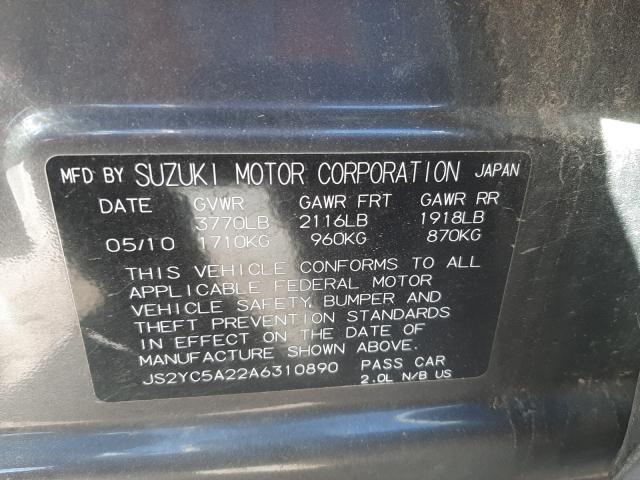 MFD BY SUZUKI MOTOR CORPORATION JAPAN
DATE GVWR GAWR FRT GAWR RR
3770LB 2116LB 1918LB
05/10 1710KG 960KG 870KG
THIS VEHICLE CONFORMS TO ALL
APPLICABLE FEDERAL MOTOR
VEHICLE SAFETY, BUMPER AND
THEFT PREVENTION STANDARDS
IN EFFECT ON THE DATE OF
MANUFACTURE SHOWN ABOVE.
JS2YC5A22A6310890 PASS CAR
2.0L N/B US